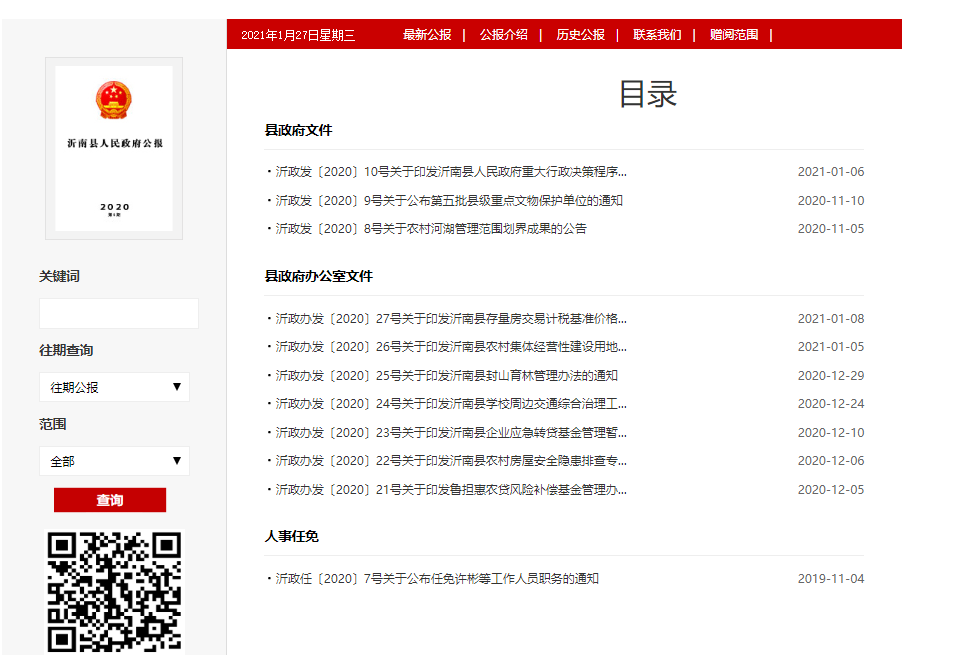 2021年1月27日星期三 最新公报 | 公报介绍 | 历史公报 | 联系我们 | 赠阅范围 |
沂南县人民政府公报
2020
关键词
往期查询
往期公报
范围
全部
查询
目录
县政府文件
·沂政发〔2020〕10号关于印发沂南县人民政府重大行政决策程序... 2021-01-06
·沂政发〔2020〕9号关于公布第五批县级重点文物保护单位的通知 2020-11-10
·沂政发〔2020〕8号关于农村河湖管理范围划界成果的公告 2020-11-05
县政府办公室文件
·沂政办发〔2020〕27号关于印发沂南县存量房交易计税基准价格... 2021-01-08
·沂政办发〔2020〕26号关于印发沂南县农村集体经营性建设用地... 2021-01-05
·沂政办发〔2020〕25号关于印发沂南县封山育林管理办法的通知 2020-12-29
·沂政办发〔2020〕24号关于印发沂南县学校周边交通综合治理工... 2020-12-24
·沂政办发〔2020〕23号关于印发沂南县企业应急转贷基金管理暂... 2020-12-10
·沂政办发〔2020〕22号关于印发沂南县农村房屋安全隐患排查专... 2020-12-06
·沂政办发〔2020〕21号关于印发鲁担惠农贷风险补偿基金管理办... 2020-12-05
人事任免
·沂政任〔2020〕7号关于公布任免许彬等工作人员职务的通知 2019-11-04